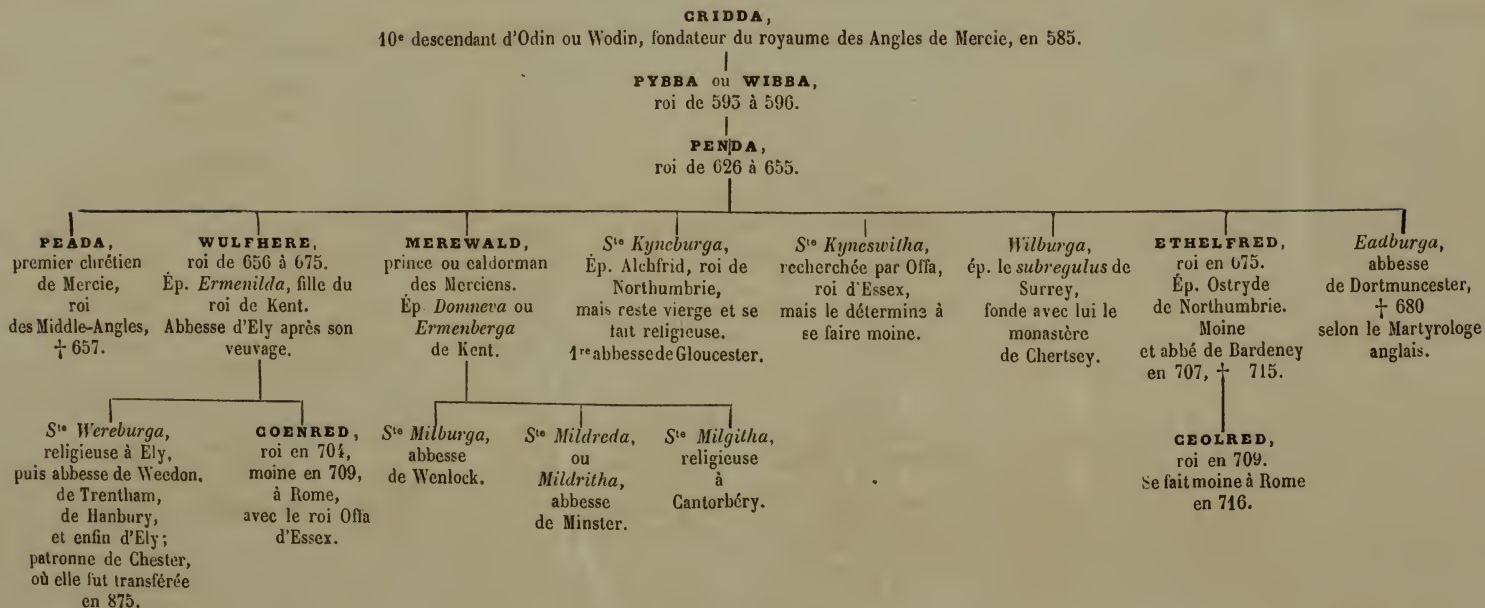 CRIDDA,
10e descendant d'Odin ou Wodin, fondateur du royaume des Angles de Mercie, en 585.
PYBBA ou WIBBA,
roi de 593 à 596.
PENDA,
roi de 626 à 655.
PEADA,
premier chrétien
de Mercie,
roi
des Middle-Angles,
† 657.
WULFHERE,
roi de 656 à 675.
Ép. Ermenilda, fille du
roi de Kent.
Abbesse d'Ely après son
veuvage.
MEREWALD,
prince ou caldorman
des Merciens.
Ép. Domneva ou
Ermenberga
de Kent.
Ste Kyneburga,
Ép. Alchfrid, roi de
Northumbrie,
mais reste vierge et se
fait religieuse.
1re abbesse de Gloucester.
Ste Kyneswitha,
recherchée par Offa,
roi d'Essex,
mais le détermine à
se faire moine.
Wilburga,
ép. le subregulus de
Surrey,
fonde avec lui le
monastère
de Chertsey.
ETHELFRED,
roi en 675.
Ép. Ostryde
de Northumbrie.
Moine
et abbé de Bardeney
en 707, † 715.
Eadburga,
abbesse
de Dortmuncester,
† 680
selon le Martyrologe
anglais.
Ste Wereburga,
religieuse à Ely,
puis abbesse de Weedon,
de Trentham,
de Hanbury,
et enfin d'Ely;
patronne de Chester,
où elle fut transférée
en 875.
COENRED,
roi en 704,
moine en 709,
à Rome,
avec le roi Offa
d'Essex.
Ste Milburga,
abbesse
de Wenlock.
Ste Mildreda,
ou
Mildritha,
abbesse
de Minster.
Ste Milgitha,
religieuse
à
Cantorbéry.
CEOLRED,
roi en 709.
Se fait moine à Rome
en 716.